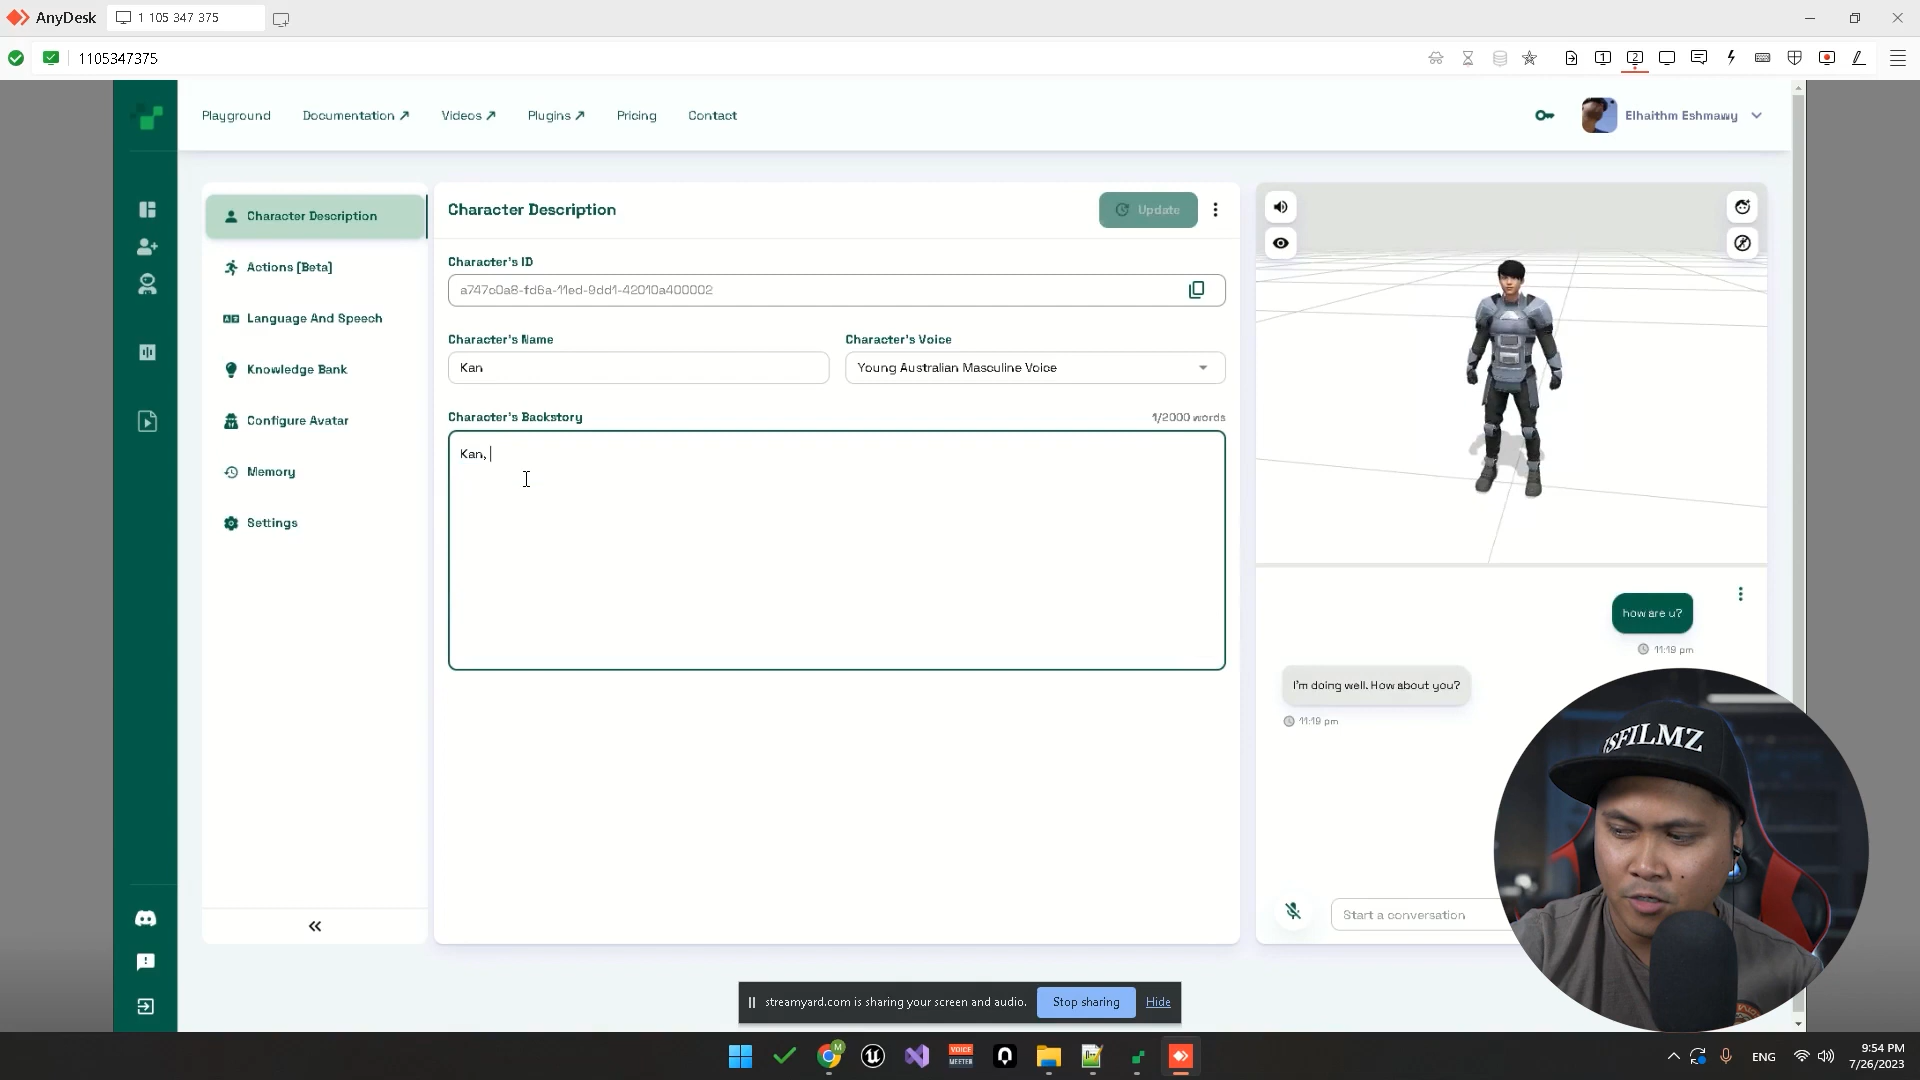 AnyDesk
1 105 347 375
1105347375
Playground
Documentation
Videos
Plugins
Pricing
Contact
Elhaithm Eshmawy
Character Description
Actions [Beta]
Language And Speech
Knowledge Bank
Configure Avatar
Memory
Settings
Character Description
Update
Character's ID
a747c0a8-fd6a-11ed-9dd1-42010a400002
Character's Name
Kan
Character's Voice
Young Australian Masculine Voice
Character's Backstory
1/2000 words
Kan,
how are u?
11:19 pm
I'm doing well. How about you?
11:19 pm
Start a conversation
SFILMZ
streamyard.com is sharing your screen and audio.
Stop sharing
Hide
VOICE
MEETER
ENG
9:54 PM
7/26/2023